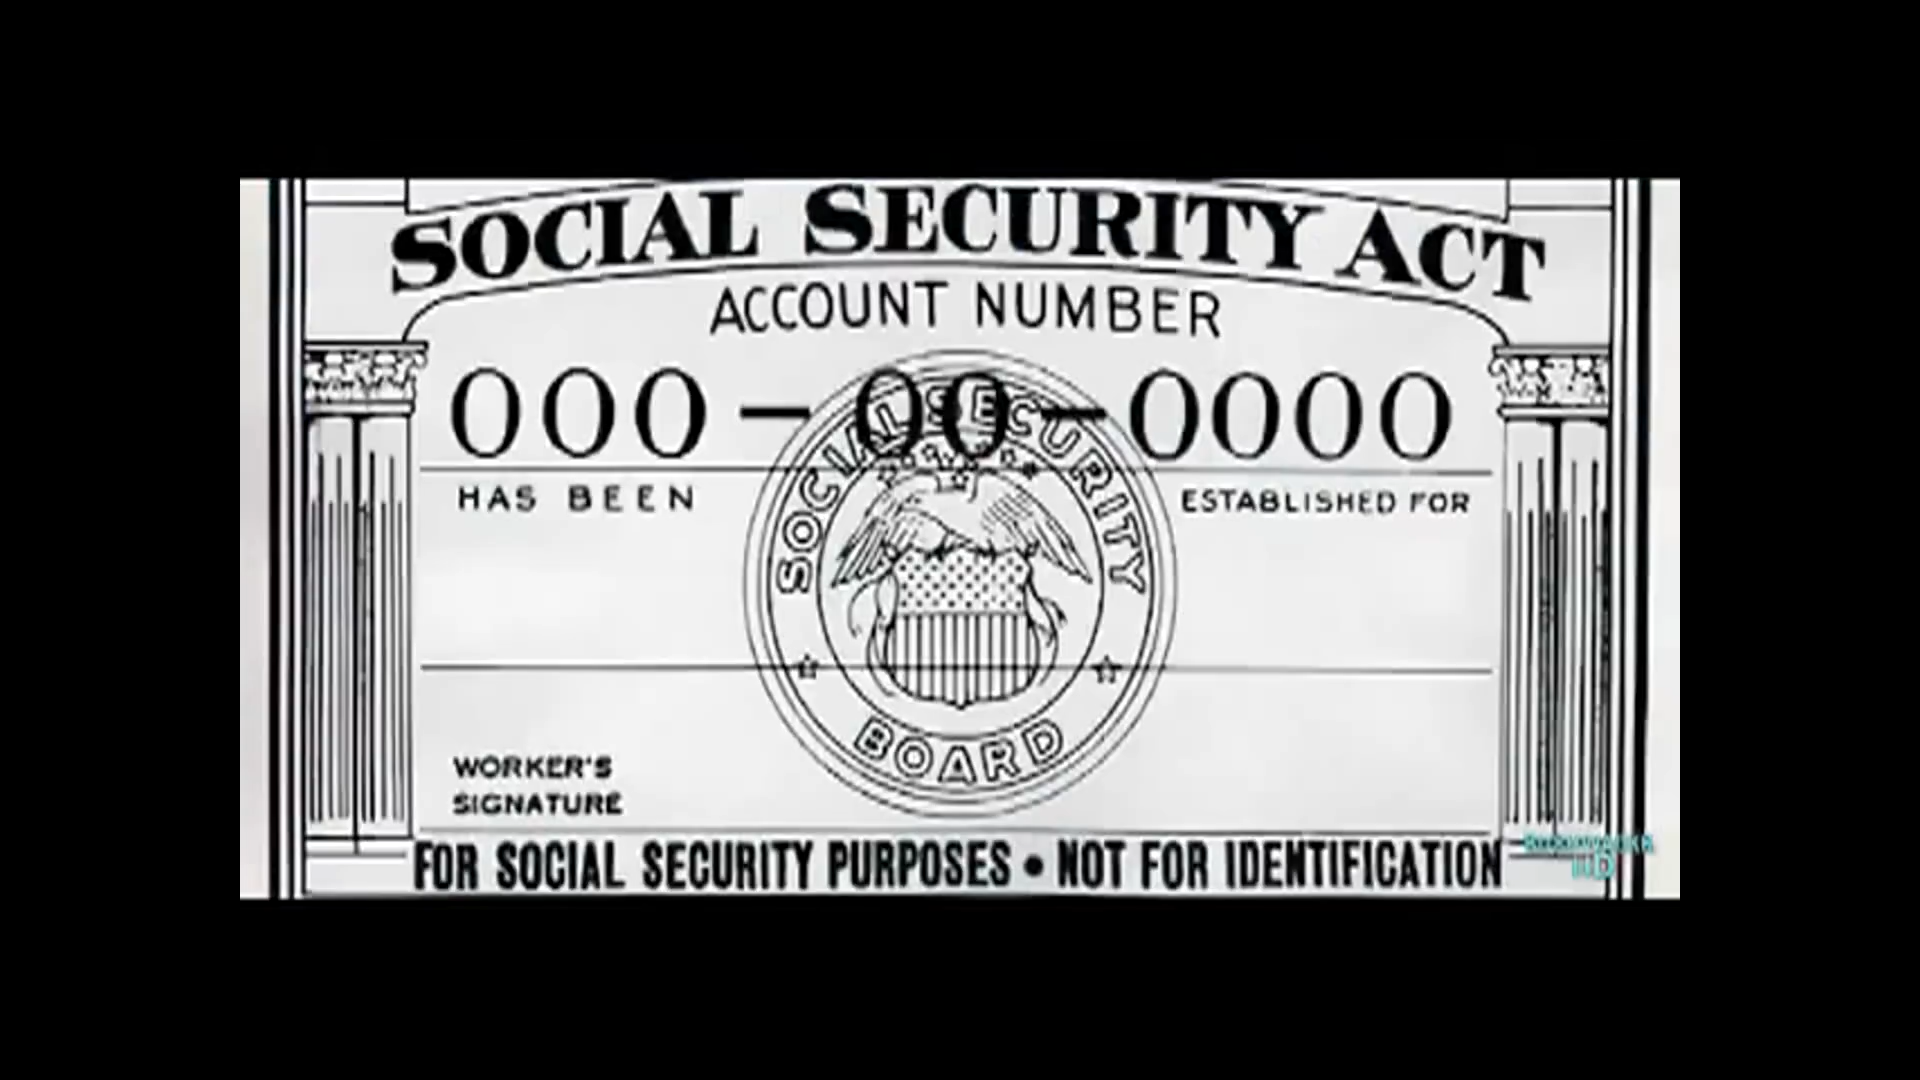 SOCIAL SECURITY ACT
ACCOUNT NUMBER
000-00-0000
SOCIAL SECURITY
HAS BEEN
ESTABLISHED FOR
BOARD
WORKER'S
SIGNATURE
FOR SOCIAL SECURITY PURPOSES • NOT FOR IDENTIFICATION
HD